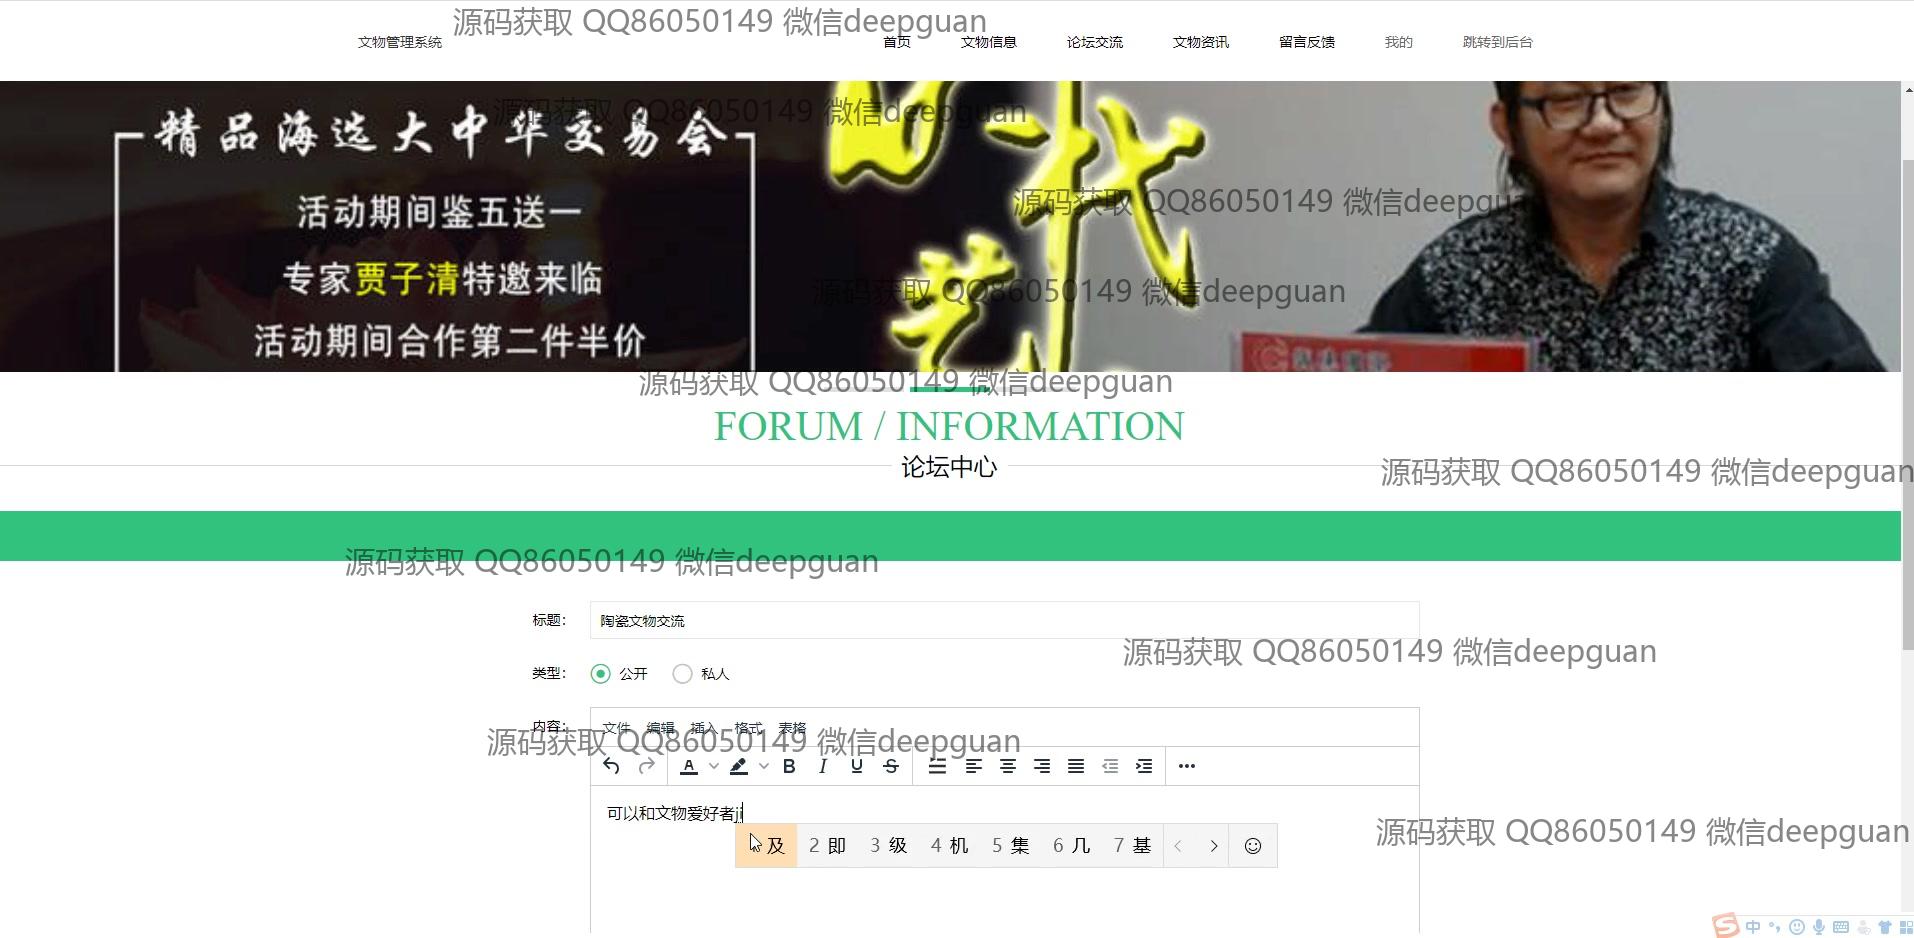 源码获取 QQ86050149 微信deepguan
文物管理系统 首页 文物信息 论坛交流 文物资讯 留言反馈 我的 跳转到后台
源码获取 QQ86050149 微信deepguan
精品海选大中华交易会
源码获取 QQ86050149 微信deepguan
活动期间鉴五送一
专家贾子清特邀来临
源码获取 QQ86050149 微信deepguan
活动期间合作第二件半价
源码获取 QQ86050149 微信deepguan
FORUM / INFORMATION
论坛中心
源码获取 QQ86050149 微信deepguan
源码获取 QQ86050149 微信deepguan
标题： 陶瓷文物交流
源码获取 QQ86050149 微信deepguan
类型： 公开 私人
内容： 文件 编辑 插入 格式 表格
源码获取 QQ86050149 微信deepguan
A B I U S
可以和文物爱好者ji
源码获取 QQ86050149 微信deepguan
及 2 即 3 级 4 机 5 集 6 几 7 基
S 中